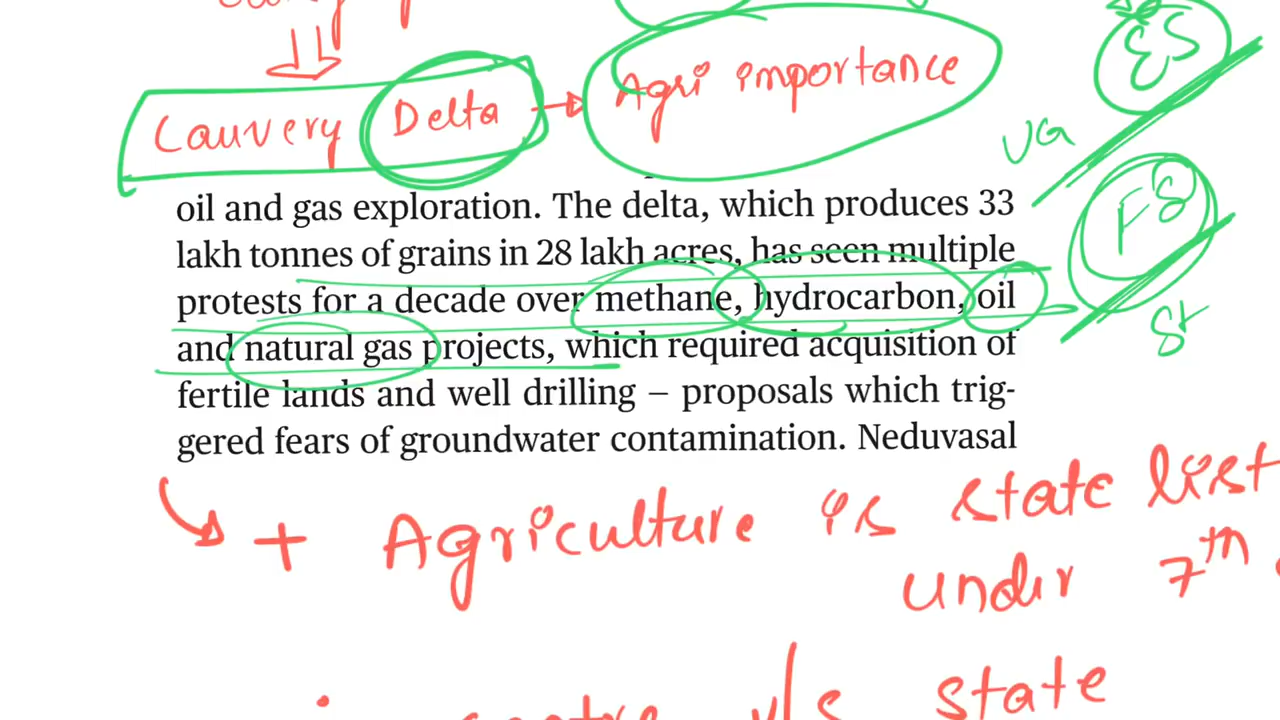 Cauvery Delta → Agri importance
ES
UG
FS
St
oil and gas exploration. The delta, which produces 33
lakh tonnes of grains in 28 lakh acres, has seen multiple
protests for a decade over methane, hydrocarbon, oil
and natural gas projects, which required acquisition of
fertile lands and well drilling – proposals which trig-
gered fears of groundwater contamination. Neduvasal
+ Agriculture is state list
under 7th
centre v/s state